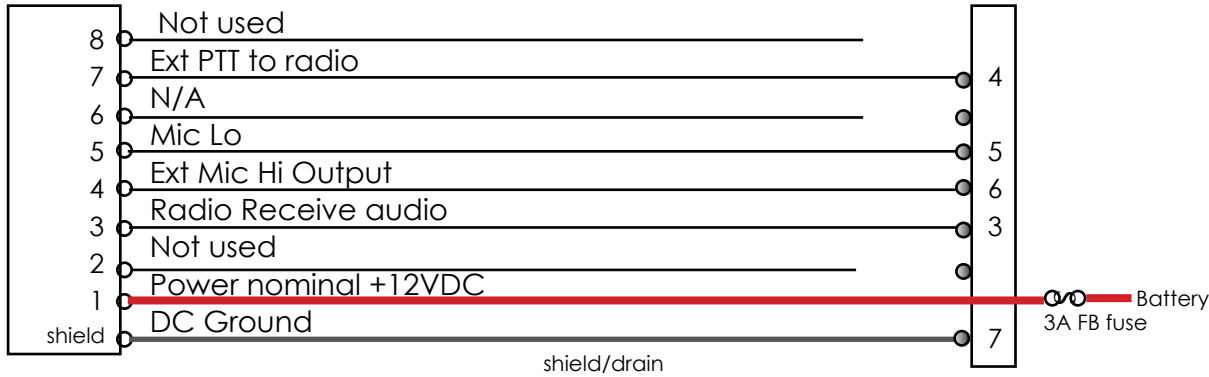 8 Not used
7 Ext PTT to radio 4
6 N/A
5 Mic Lo 5
4 Ext Mic Hi Output 6
3 Radio Receive audio 3
2 Not used
1 Power nominal +12VDC Battery
3A FB fuse
shield DC Ground 7
shield/drain